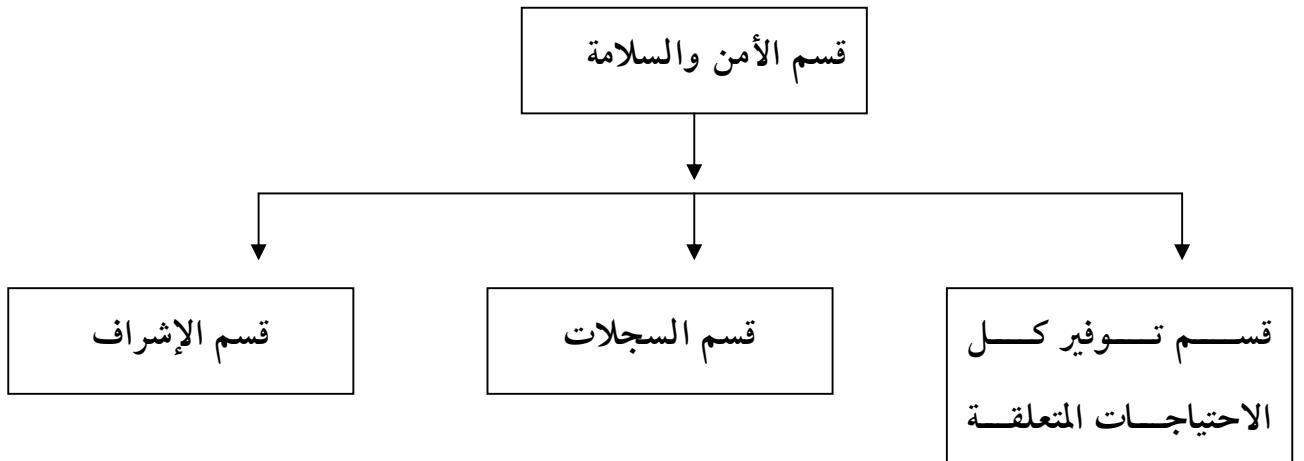 قسم الأمن والسلامة
قسم توفير كل
الاحتياجات المتعلقة
قسم السجلات
قسم الإشراف